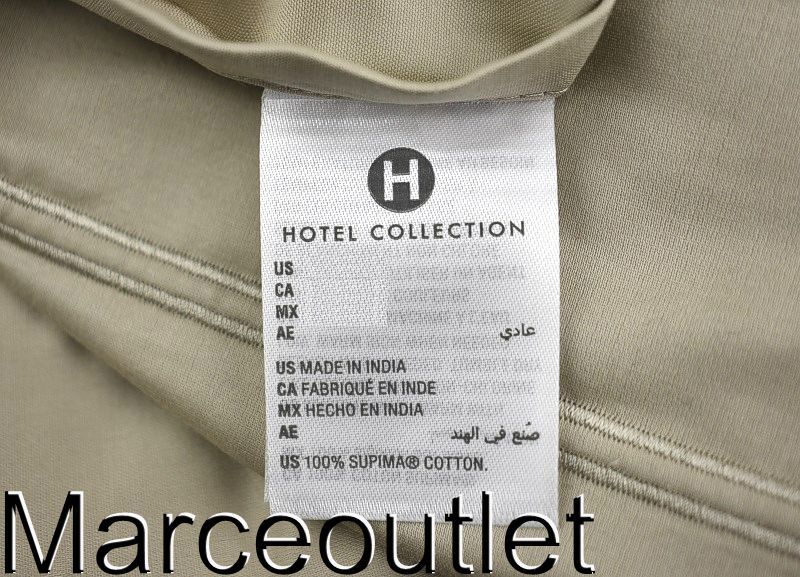 H
HOTEL COLLECTION
US
CA
MX
AE عادي
US MADE IN INDIA
CA FABRIQUÉ EN INDE
MX HECHO EN INDIA
AE صُنع في الهند
US 100% SUPIMA® COTTON.
Marceoutlet